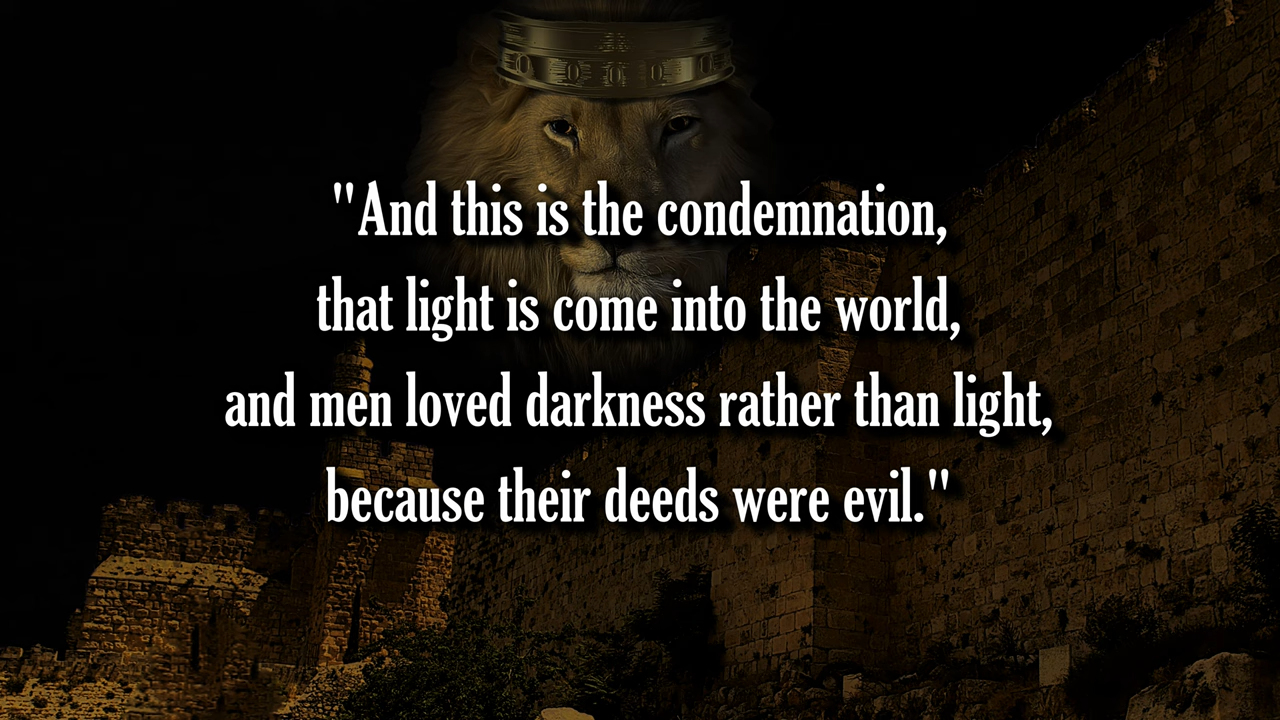 "And this is the condemnation,
that light is come into the world,
and men loved darkness rather than light,
because their deeds were evil."